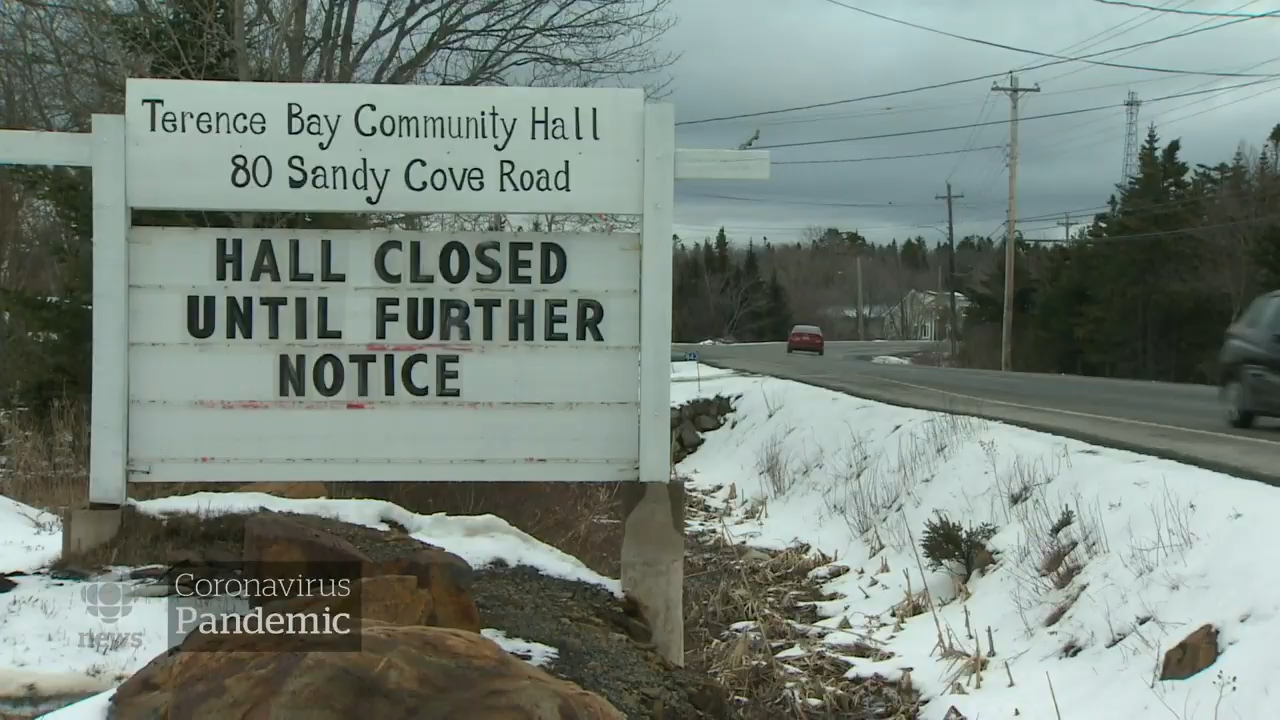 Terence Bay Community Hall
80 Sandy Cove Road
HALL CLOSED
UNTIL FURTHER
NOTICE
Coronavirus
Pandemic
news